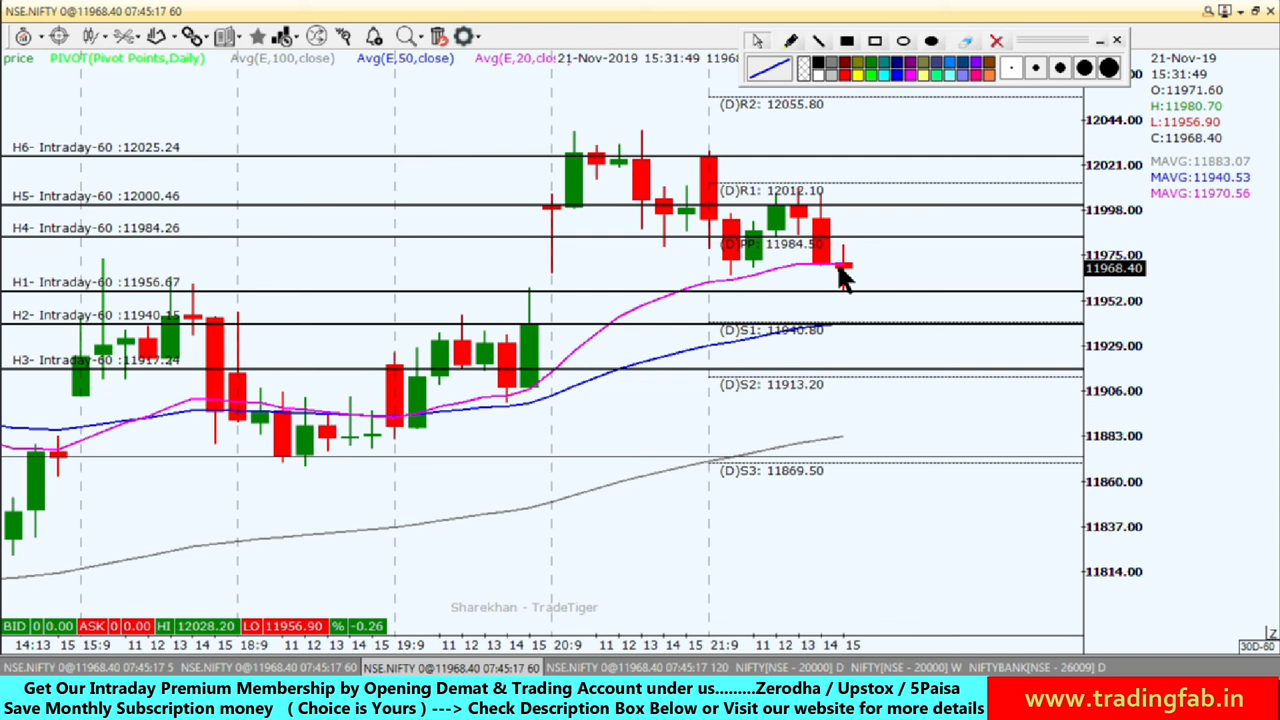 NSE.NIFTY 0@11968.40 07:45:17 60
price PIVOT(Pivot Points,Daily) Avg(E,100,close) Avg(E,50,close) Avg(E,20,clo: 21-Nov-2019 15:31:49 1196
21-Nov-19
15:31:49
O:11971.60
H:11980.70
L:11956.90
C:11968.40
MAVG:11883.07
MAVG:11940.53
MAVG:11970.56
(D)R2: 12055.80
12044.00
H6- Intraday-60 :12025.24
12021.00
(D)R1: 12012.10
H5- Intraday-60 :12000.46
11998.00
H4- Intraday-60 :11984.26
(D)PP: 11984.50
11975.00
11968.40
H1- Intraday-60 :11956.67
11952.00
H2- Intraday-60 :11940.15
(D)S1: 11940.80
11929.00
H3- Intraday-60 :11917.24
11906.00
(D)S2: 11913.20
11883.00
(D)S3: 11869.50
11860.00
11837.00
11814.00
Sharekhan - TradeTiger
BID 0 0.00 ASK 0 0.00 HI 12028.20 LO 11956.90 % -0.26
14:13 15 15:9 11 12 13 14 15 18:9 11 12 13 14 15 19:9 11 12 13 14 15 20:9 11 12 13 14 15 21:9 11 12 13 14 15
30D-60
NSE.NIFTY 0@11968.40 07:45:17 5 NSE.NIFTY 0@11968.40 07:45:17 60 NSE.NIFTY 0@11968.40 07:45:17 60 NSE.NIFTY 0@11968.40 07:45:17 120 NIFTY[NSE - 20000] D NIFTY[NSE - 20000] W NIFTYBANK[NSE - 26009] D
Get Our Intraday Premium Membership by Opening Demat & Trading Account under us.........Zerodha / Upstox / 5Paisa
Save Monthly Subscription money ( Choice is Yours ) ---> Check Description Box Below or Visit our website for more details
www.tradingfab.in